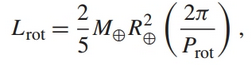 L_rot = 2/5 M_⊕ R_⊕^2 (2π/P_rot),